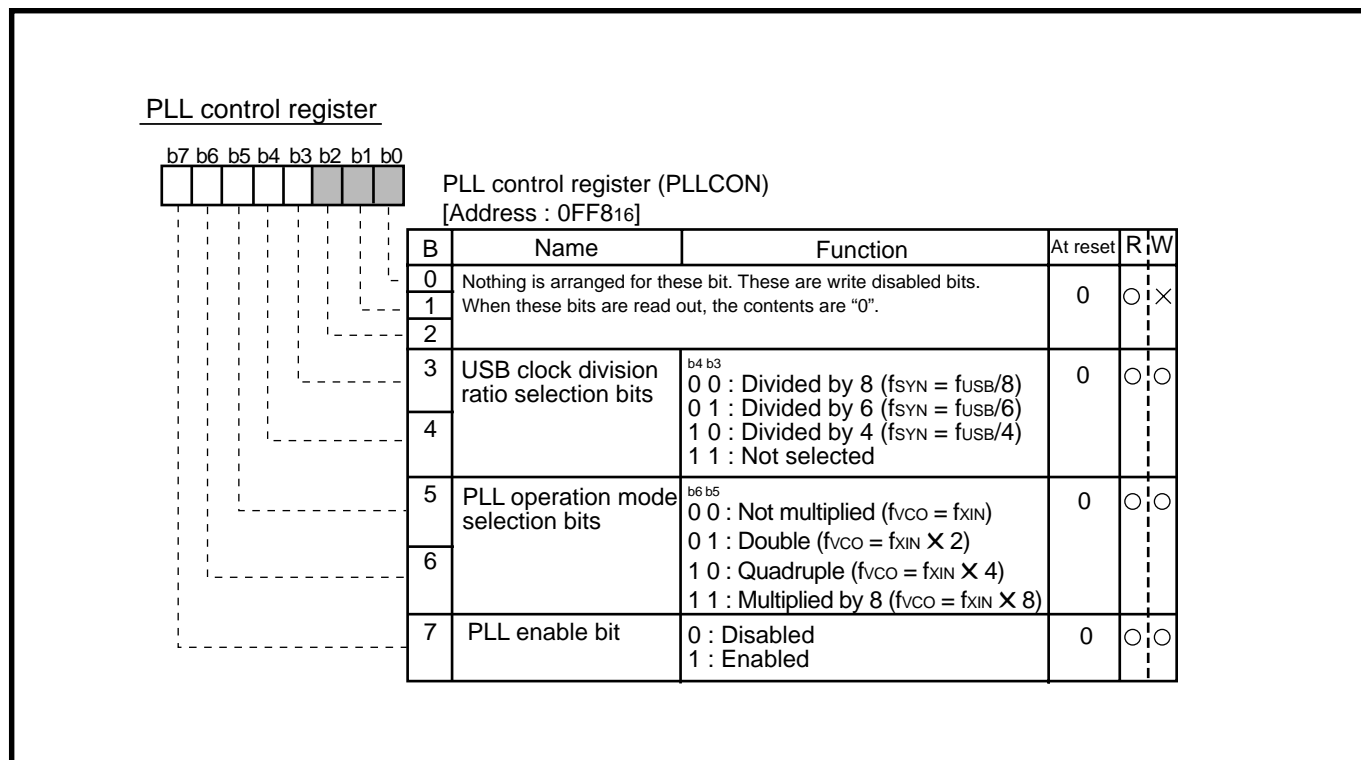 PLL control register
b7 b6 b5 b4 b3 b2 b1 b0
PLL control register (PLLCON)
[Address : 0FF816]
B Name Function At reset R W
0 Nothing is arranged for these bit. These are write disabled bits.
1 When these bits are read out, the contents are “0”. 0 ○ ×
2
3 USB clock division ratio selection bits b4 b3 0 ○ ○
0 0 : Divided by 8 (fSYN = fUSB/8)
0 1 : Divided by 6 (fSYN = fUSB/6)
4 1 0 : Divided by 4 (fSYN = fUSB/4)
1 1 : Not selected
5 PLL operation mode selection bits b6 b5 0 ○ ○
0 0 : Not multiplied (fVCO = fXIN)
0 1 : Double (fVCO = fXIN × 2)
6 1 0 : Quadruple (fVCO = fXIN × 4)
1 1 : Multiplied by 8 (fVCO = fXIN × 8)
7 PLL enable bit 0 : Disabled 0 ○ ○
1 : Enabled